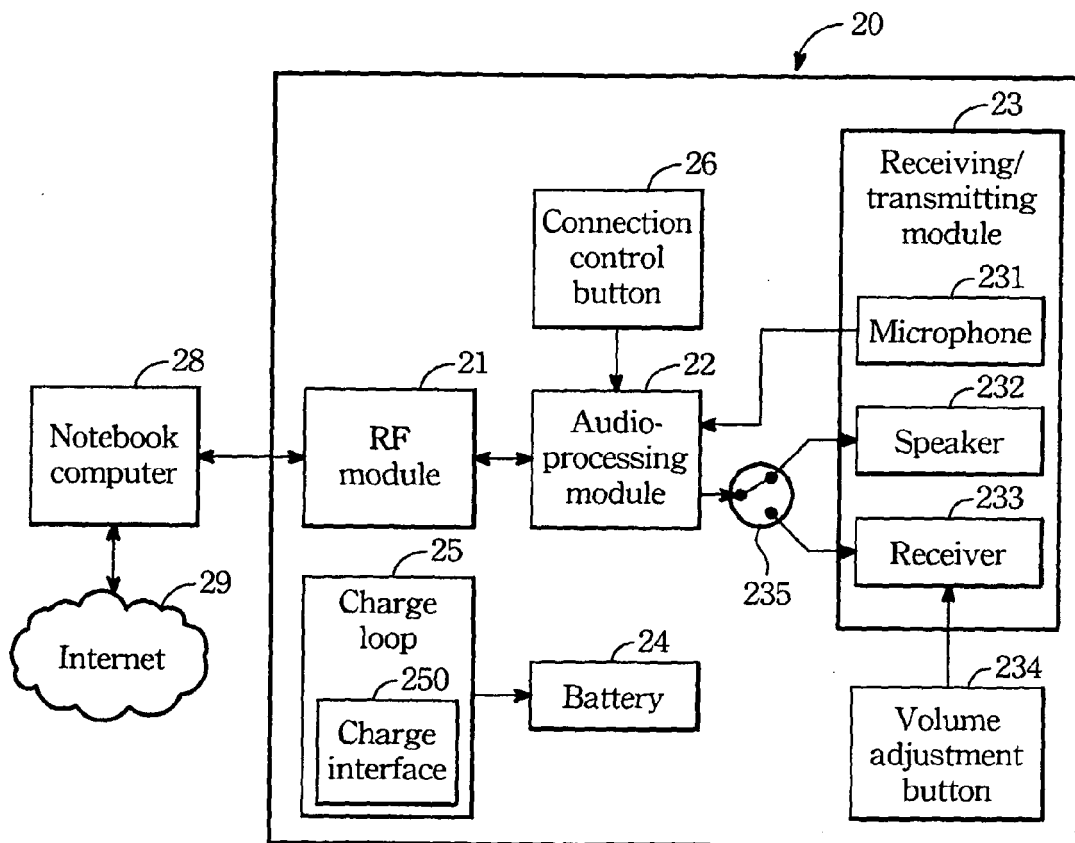 20
23
Receiving/
transmitting
module
26
Connection
control
button
231
Microphone
28
Notebook
computer
21
RF
module
22
Audio-
processing
module
232
Speaker
233
Receiver
235
29
Internet
25
Charge
loop
250
Charge
interface
24
Battery
234
Volume
adjustment
button